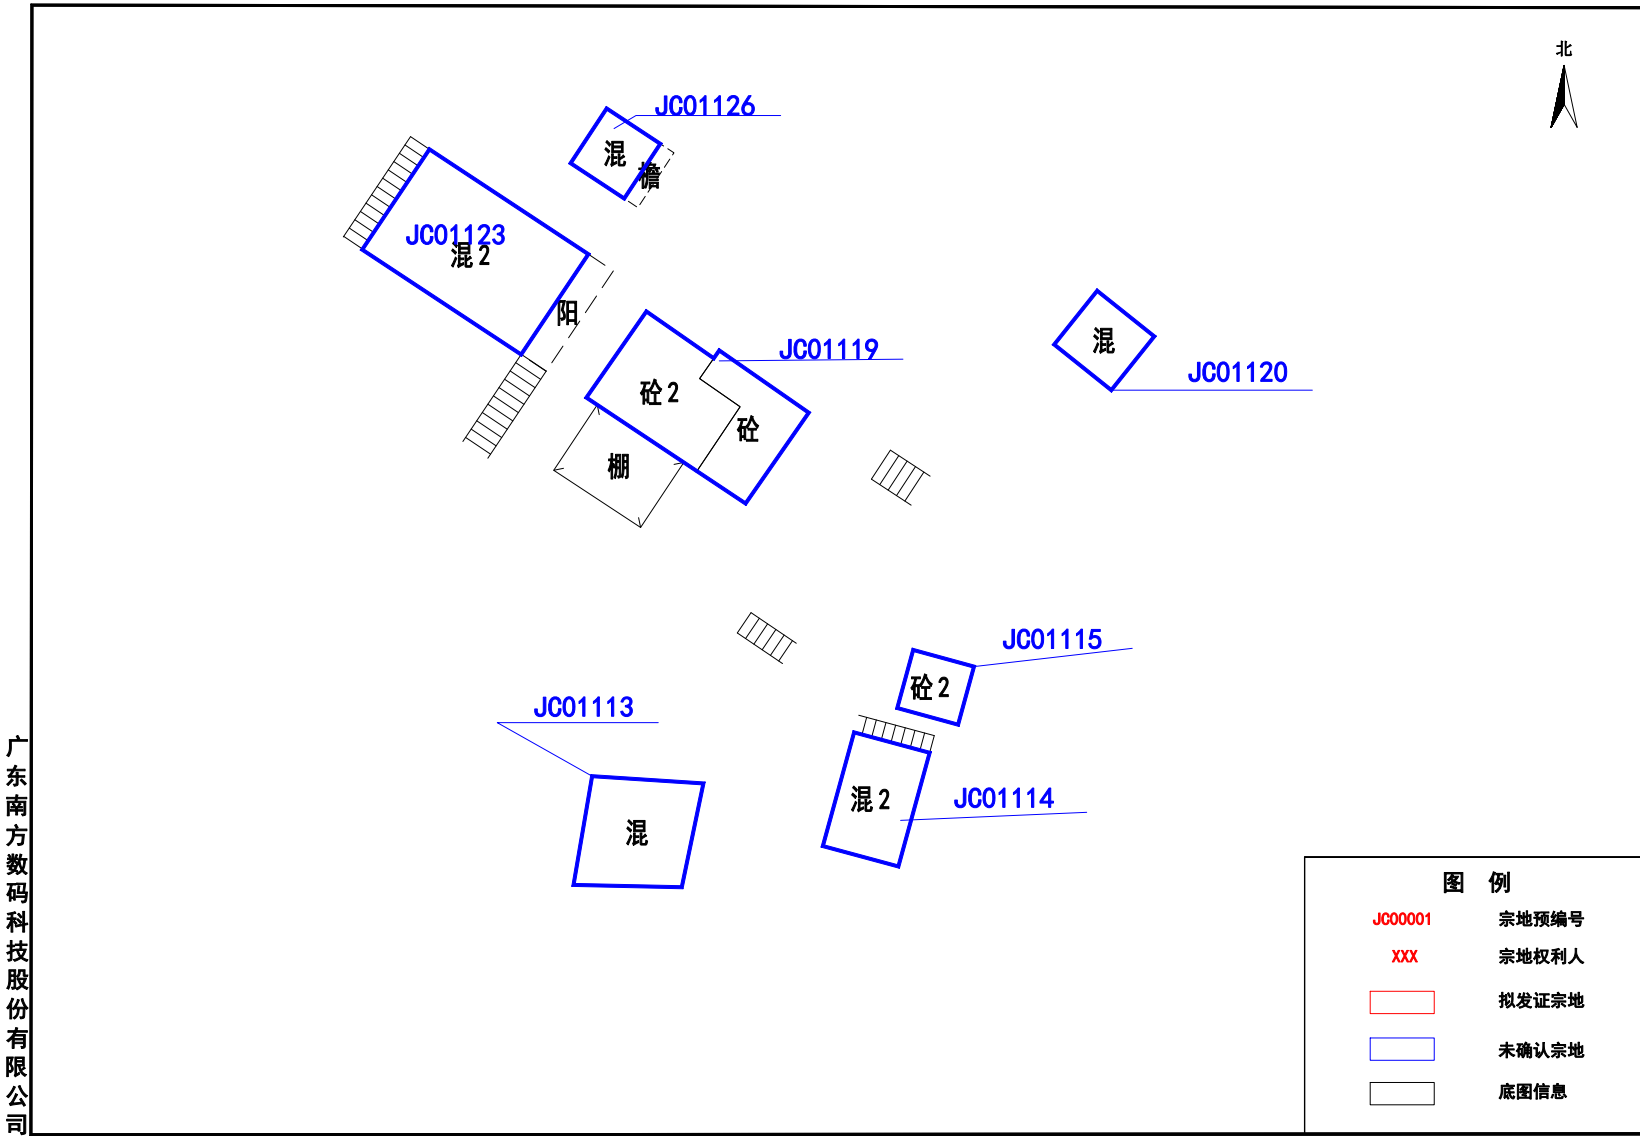 北
JC01126
混
檐
JC01123
混2
阳
JC01119
砼2
砼
棚
混
JC01120
JC01115
砼2
JC01113
混
混2
JC01114
广东南方数码科技股份有限公司
图 例
JC00001 宗地预编号
XXX 宗地权利人
拟发证宗地
未确认宗地
底图信息